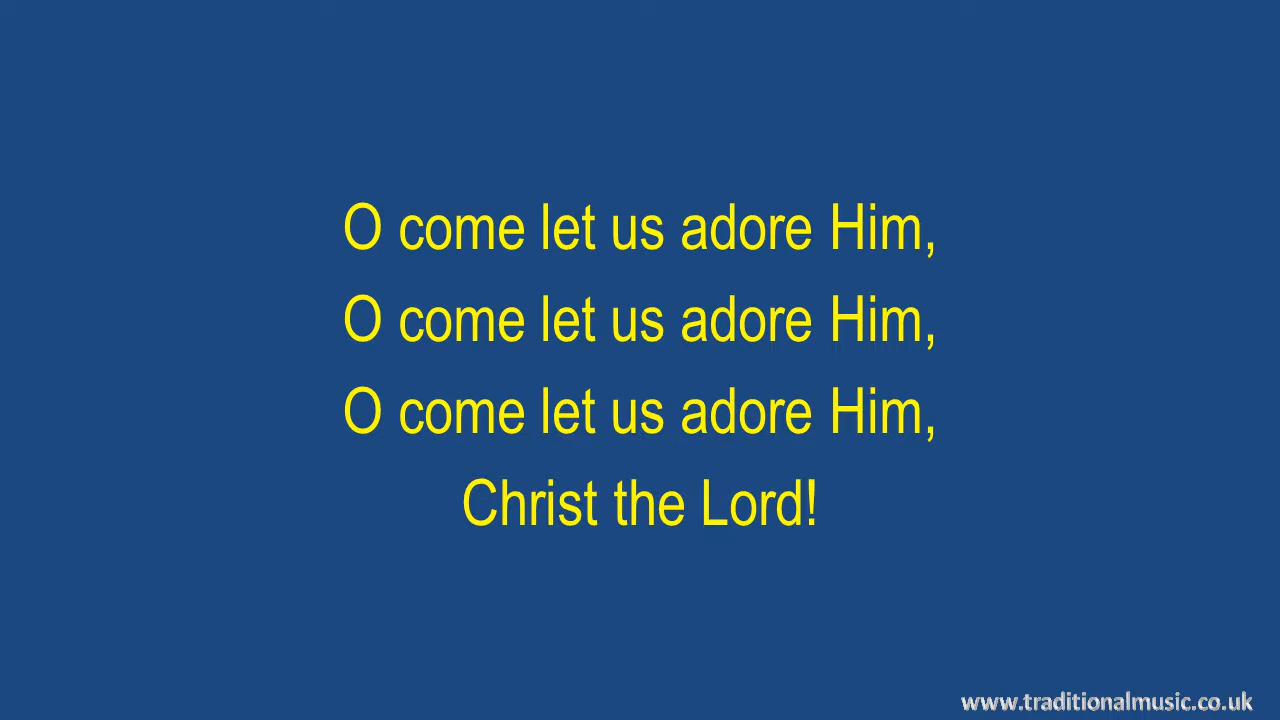 O come let us adore Him,
O come let us adore Him,
O come let us adore Him,
Christ the Lord!
www.traditionalmusic.co.uk